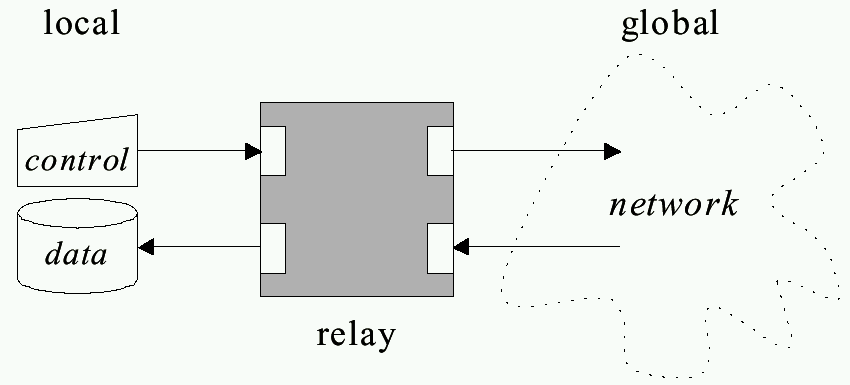 local
global
control
network
data
relay